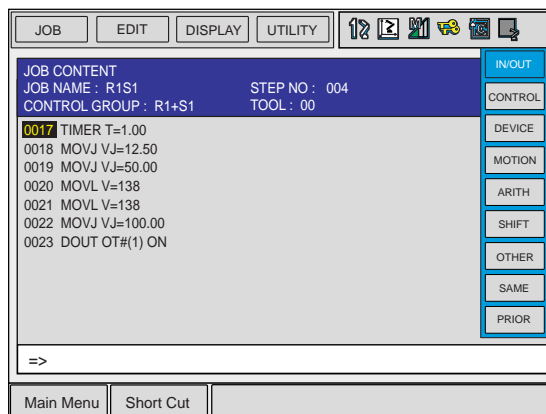 JOB EDIT DISPLAY UTILITY
JOB CONTENT
JOB NAME : R1S1 STEP NO : 004
CONTROL GROUP : R1+S1 TOOL : 00
0017 TIMER T=1.00
0018 MOVJ VJ=12.50
0019 MOVJ VJ=50.00
0020 MOVL V=138
0021 MOVL V=138
0022 MOVJ VJ=100.00
0023 DOUT OT#(1) ON
IN/OUT
CONTROL
DEVICE
MOTION
ARITH
SHIFT
OTHER
SAME
PRIOR
=>
Main Menu Short Cut